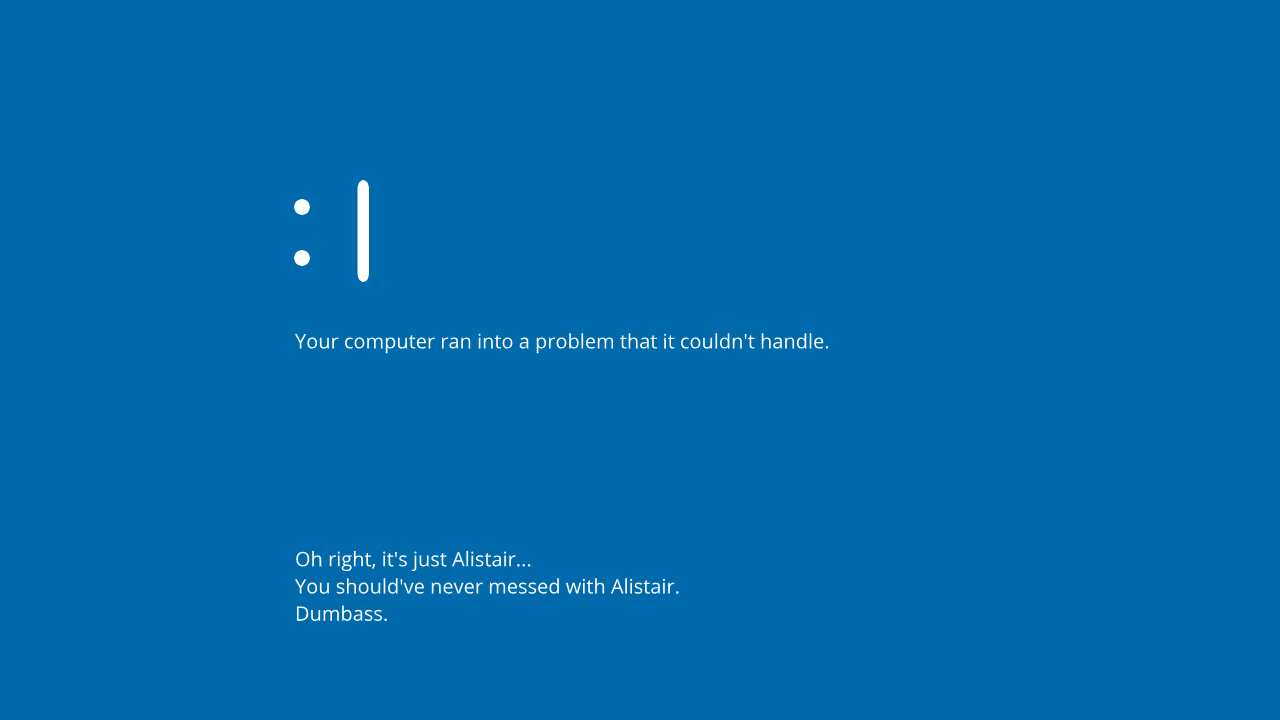 :|
Your computer ran into a problem that it couldn't handle.
Oh right, it's just Alistair...
You should've never messed with Alistair.
Dumbass.